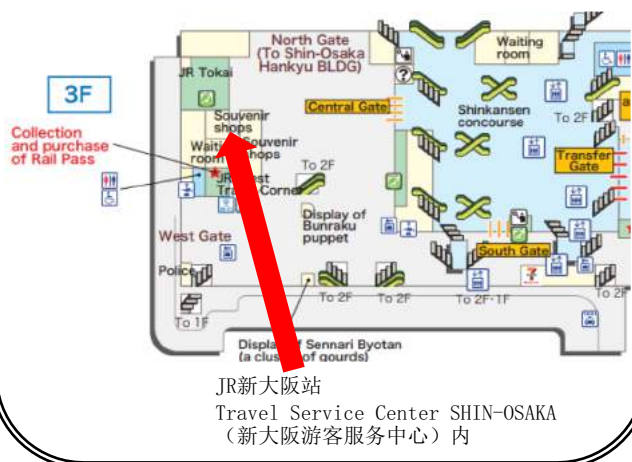 North Gate
(To Shin-Osaka
Hankyu BLDG)
Waiting
room
JR Tokai
3F
Central Gate
Shinkansen
concourse
Souvenir
shops
To 2F
Collection
and purchase
of Rail Pass
Waiting
room
Souvenir
shops
To 2F
Transfer
Gate
Display of
Bunraku
puppet
West Gate
South Gate
Police
To 2F
To 2F
To 2F·1F
To 2F
To 1F
Display of Sennari Byotan
(a cluster of gourds)
JR新大阪站
Travel Service Center SHIN-OSAKA
（新大阪游客服务中心）内